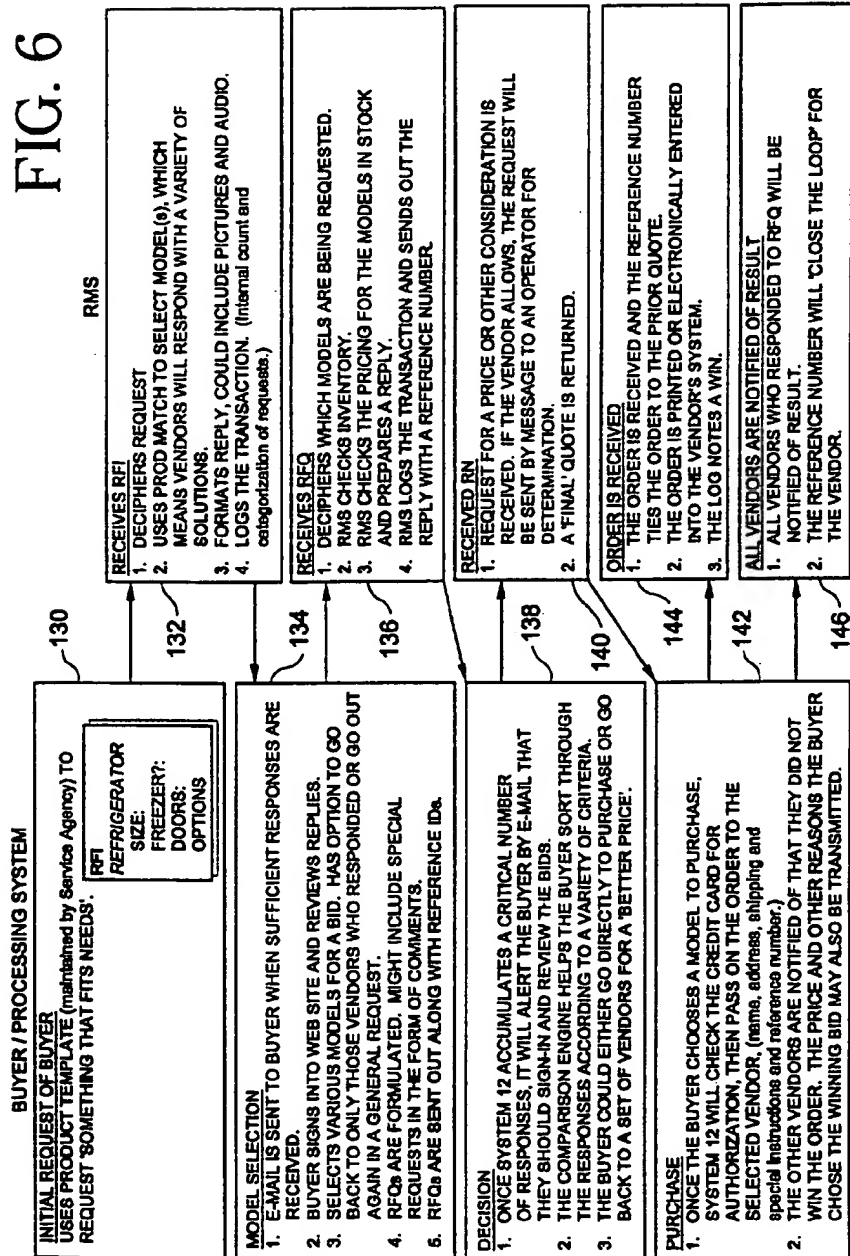 FIG. 6
BUYER / PROCESSING SYSTEM
RMS
INITIAL REQUEST OF BUYER
USES PRODUCT TEMPLATE (maintained by Service Agency) TO
REQUEST 'SOMETHING THAT FITS NEEDS'.
RFI
REFRIGERATOR
SIZE:
FREEZER?:
DOORS:
OPTIONS
130
RECEIVES RFI
1. DECIPHERS REQUEST
2. USES PROD MATCH TO SELECT MODEL(s), WHICH
MEANS VENDORS WILL RESPOND WITH A VARIETY OF
SOLUTIONS.
3. FORMATS REPLY, COULD INCLUDE PICTURES AND AUDIO.
4. LOGS THE TRANSACTION. (Internal count and
categorization of requests.)
132
MODEL SELECTION
1. E-MAIL IS SENT TO BUYER WHEN SUFFICIENT RESPONSES ARE
RECEIVED.
2. BUYER SIGNS INTO WEB SITE AND REVIEWS REPLIES.
3. SELECTS VARIOUS MODELS FOR A BID. HAS OPTION TO GO
BACK TO ONLY THOSE VENDORS WHO RESPONDED OR GO OUT
AGAIN IN A GENERAL REQUEST.
4. RFQs ARE FORMULATED. MIGHT INCLUDE SPECIAL
REQUESTS IN THE FORM OF COMMENTS.
5. RFQs ARE SENT OUT ALONG WITH REFERENCE IDs.
134
RECEIVES RFQ
1. DECIPHERS WHICH MODELS ARE BEING REQUESTED.
2. RMS CHECKS INVENTORY.
3. RMS CHECKS THE PRICING FOR THE MODELS IN STOCK
AND PREPARES A REPLY.
4. RMS LOGS THE TRANSACTION AND SENDS OUT THE
REPLY WITH A REFERENCE NUMBER.
136
DECISION
1. ONCE SYSTEM 12 ACCUMULATES A CRITICAL NUMBER
OF RESPONSES, IT WILL ALERT THE BUYER BY E-MAIL THAT
THEY SHOULD SIGN-IN AND REVIEW THE BIDS.
2. THE COMPARISON ENGINE HELPS THE BUYER SORT THROUGH
THE RESPONSES ACCORDING TO A VARIETY OF CRITERIA.
3. THE BUYER COULD EITHER GO DIRECTLY TO PURCHASE OR GO
BACK TO A SET OF VENDORS FOR A 'BETTER PRICE'.
138
RECEIVED RN
1. REQUEST FOR A PRICE OR OTHER CONSIDERATION IS
RECEIVED. IF THE VENDOR ALLOWS, THE REQUEST WILL
BE SENT BY MESSAGE TO AN OPERATOR FOR
DETERMINATION.
2. A 'FINAL' QUOTE IS RETURNED.
140
PURCHASE
1. ONCE THE BUYER CHOOSES A MODEL TO PURCHASE,
SYSTEM 12 WILL CHECK THE CREDIT CARD FOR
AUTHORIZATION, THEN PASS ON THE ORDER TO THE
SELECTED VENDOR, (name, address, shipping and
special instructions and reference number.)
2. THE OTHER VENDORS ARE NOTIFIED OF THAT THEY DID NOT
WIN THE ORDER. THE PRICE AND OTHER REASONS THE BUYER
CHOSE THE WINNING BID MAY ALSO BE TRANSMITTED.
142
ORDER IS RECEIVED
1. THE ORDER IS RECEIVED AND THE REFERENCE NUMBER
TIES THE ORDER TO THE PRIOR QUOTE.
2. THE ORDER IS PRINTED OR ELECTRONICALLY ENTERED
INTO THE VENDOR'S SYSTEM.
3. THE LOG NOTES A WIN.
144
ALL VENDORS ARE NOTIFIED OF RESULT
1. ALL VENDORS WHO RESPONDED TO RFQ WILL BE
NOTIFIED OF RESULT.
2. THE REFERENCE NUMBER WILL 'CLOSE THE LOOP' FOR
THE VENDOR.
146